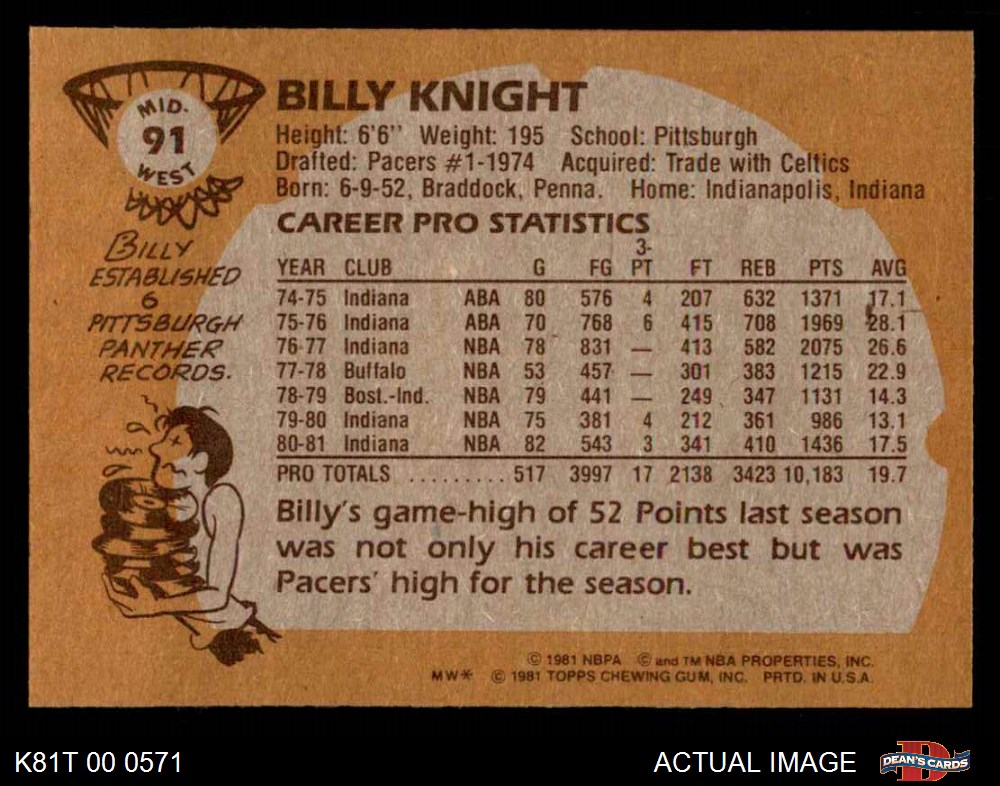 MID-
91
WEST
BILLY
ESTABLISHED
6
PITTSBURGH
PANTHER
RECORDS.
BILLY KNIGHT
Height: 6'6" Weight: 195 School: Pittsburgh
Drafted: Pacers #1-1974 Acquired: Trade with Celtics
Born: 6-9-52, Braddock, Penna. Home: Indianapolis, Indiana
CAREER PRO STATISTICS
YEAR CLUB G FG 3-PT FT REB PTS AVG
74-75 Indiana ABA 80 576 4 207 632 1371 17.1
75-76 Indiana ABA 70 768 6 415 708 1969 28.1
76-77 Indiana NBA 78 831 — 413 582 2075 26.6
77-78 Buffalo NBA 53 457 — 301 383 1215 22.9
78-79 Bost.-Ind. NBA 79 441 — 249 347 1131 14.3
79-80 Indiana NBA 75 381 4 212 361 986 13.1
80-81 Indiana NBA 82 543 3 341 410 1436 17.5
PRO TOTALS ......... 517 3997 17 2138 3423 10,183 19.7
Billy's game-high of 52 Points last season
was not only his career best but was
Pacers' high for the season.
© 1981 NBPA © and TM NBA PROPERTIES, INC.
MW* © 1981 TOPPS CHEWING GUM, INC. PRTD. IN U.S.A.
K81T 00 0571
ACTUAL IMAGE
D
DEAN'S CARDS